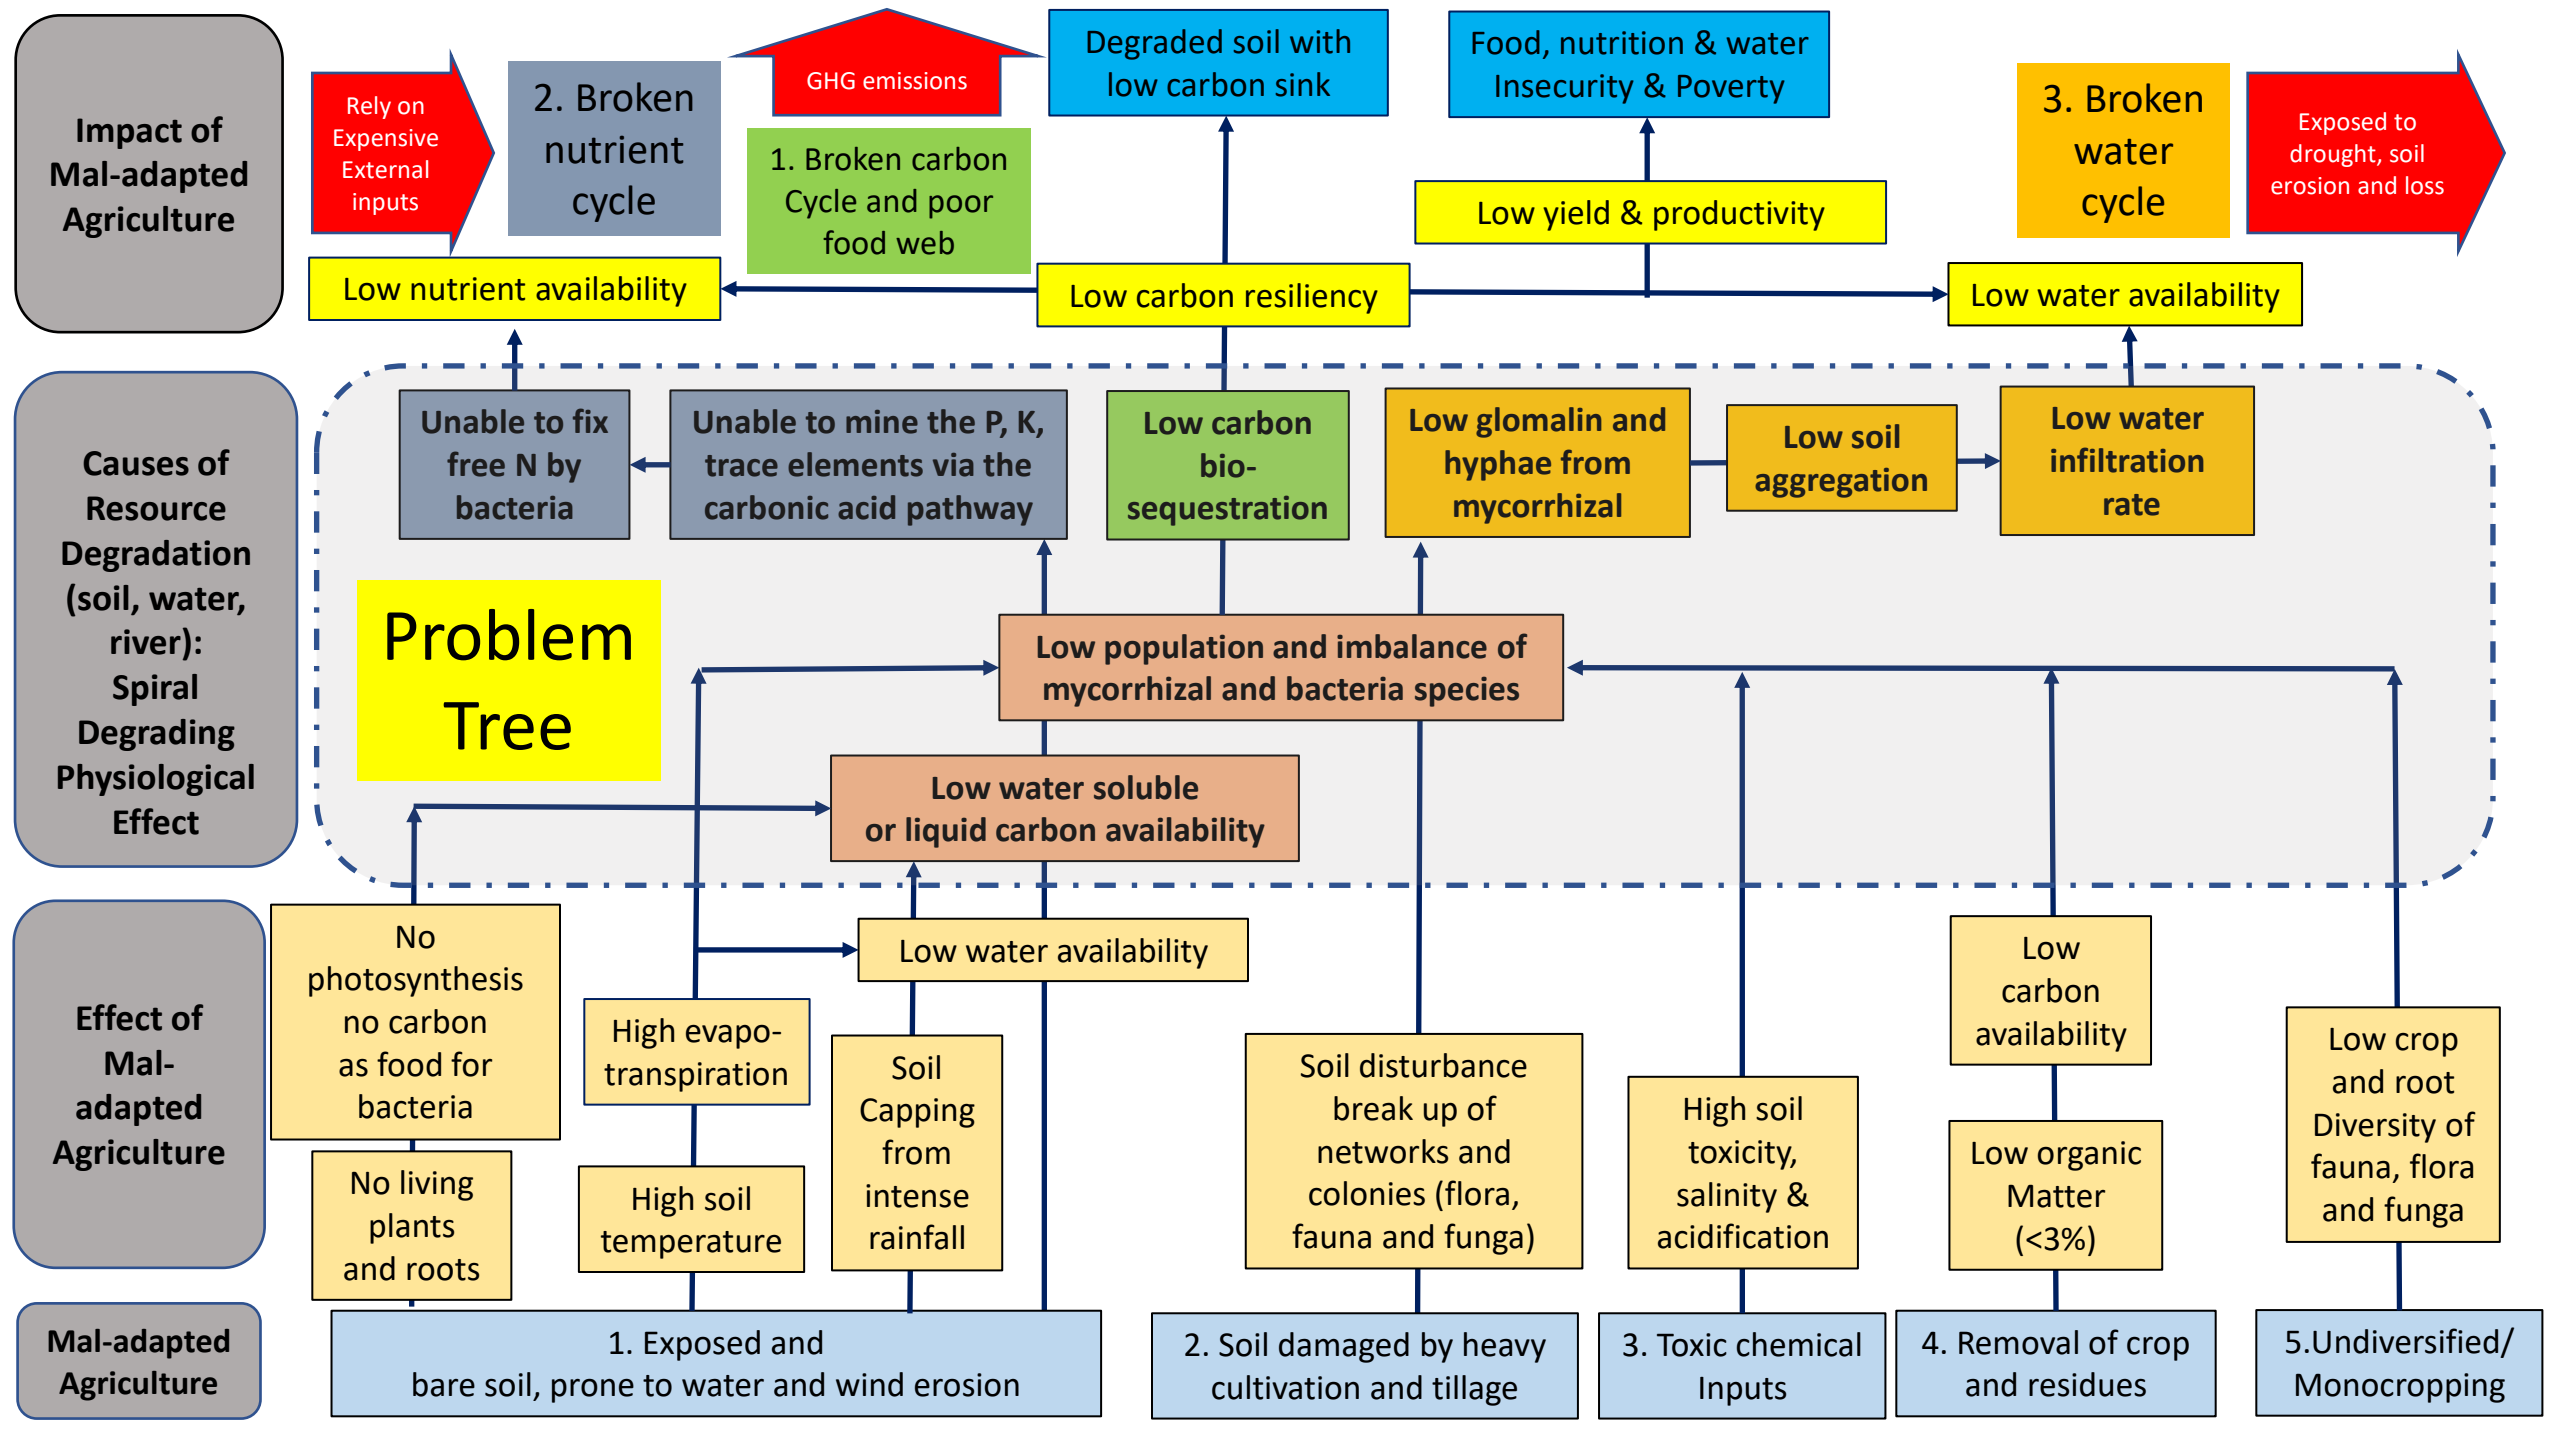 Impact of
Mal-adapted
Agriculture
Rely on
Expensive
External
inputs
2. Broken
nutrient
cycle
GHG emissions
1. Broken carbon
Cycle and poor
food web
Degraded soil with
low carbon sink
Food, nutrition & water
Insecurity & Poverty
Low yield & productivity
3. Broken
water
cycle
Exposed to
drought, soil
erosion and loss
Low nutrient availability
Low carbon resiliency
Low water availability
Causes of
Resource
Degradation
(soil, water,
river):
Spiral
Degrading
Physiological
Effect
Unable to fix
free N by
bacteria
Unable to mine the P, K,
trace elements via the
carbonic acid pathway
Low carbon
bio-
sequestration
Low glomalin and
hyphae from
mycorrhizal
Low soil
aggregation
Low water
infiltration
rate
Problem
Tree
Low population and imbalance of
mycorrhizal and bacteria species
Low water soluble
or liquid carbon availability
Effect of
Mal-
adapted
Agriculture
No
photosynthesis
no carbon
as food for
bacteria
No living
plants
and roots
High evapo-
transpiration
High soil
temperature
Low water availability
Soil
Capping
from
intense
rainfall
Soil disturbance
break up of
networks and
colonies (flora,
fauna and funga)
High soil
toxicity,
salinity &
acidification
Low
carbon
availability
Low organic
Matter
(<3%)
Low crop
and root
Diversity of
fauna, flora
and funga
Mal-adapted
Agriculture
1. Exposed and
bare soil, prone to water and wind erosion
2. Soil damaged by heavy
cultivation and tillage
3. Toxic chemical
Inputs
4. Removal of crop
and residues
5.Undiversified/
Monocropping